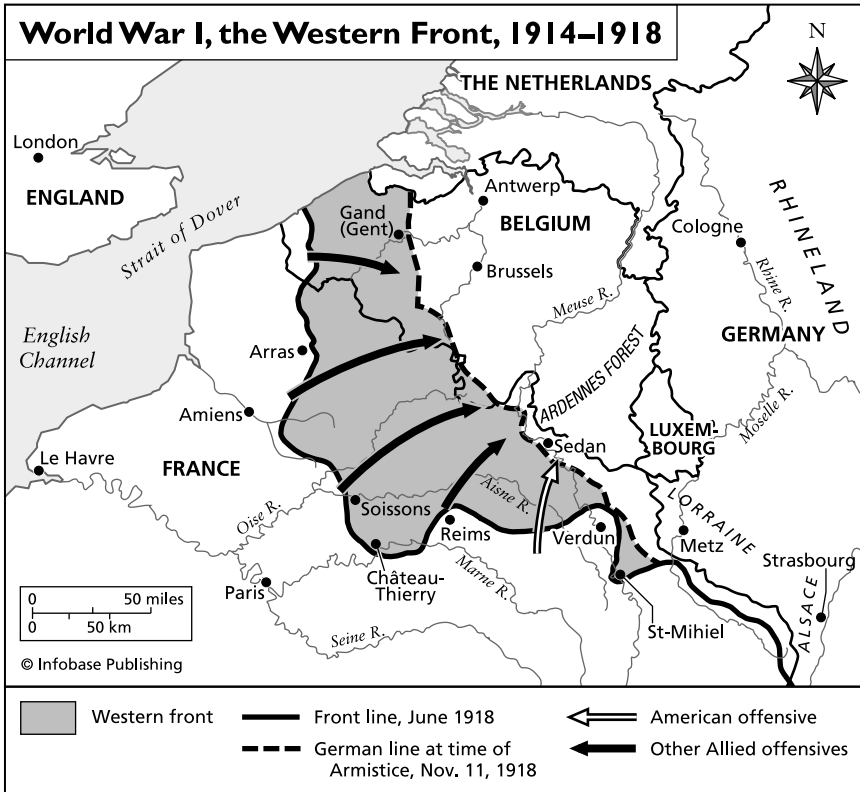 World War I, the Western Front, 1914–1918
N
THE NETHERLANDS
London
ENGLAND
Strait of Dover
Gand
(Gent)
Antwerp
BELGIUM
Brussels
Cologne
RHINELAND
Rhine R.
Meuse R.
English
Channel
Arras
GERMANY
ARDENNES FOREST
Amiens
LUXEM-
BOURG
Moselle R.
Le Havre
FRANCE
Sedan
Oise R.
Soissons
Aisne R.
Reims
Verdun
LORRAINE
Metz
Strasbourg
Paris
Château-
Thierry
Marne R.
St-Mihiel
ALSACE
Seine R.
0 50 miles
0 50 km
© Infobase Publishing
Western front
Front line, June 1918
German line at time of
Armistice, Nov. 11, 1918
American offensive
Other Allied offensives